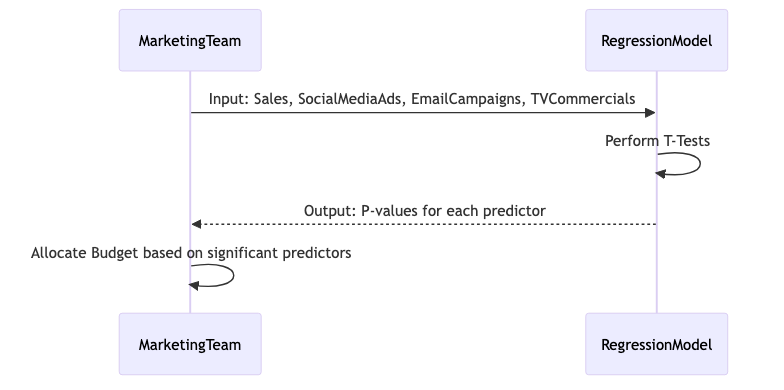 MarketingTeam
RegressionModel
Input: Sales, SocialMediaAds, EmailCampaigns, TVCommercials
Perform T-Tests
Output: P-values for each predictor
Allocate Budget based on significant predictors
MarketingTeam
RegressionModel